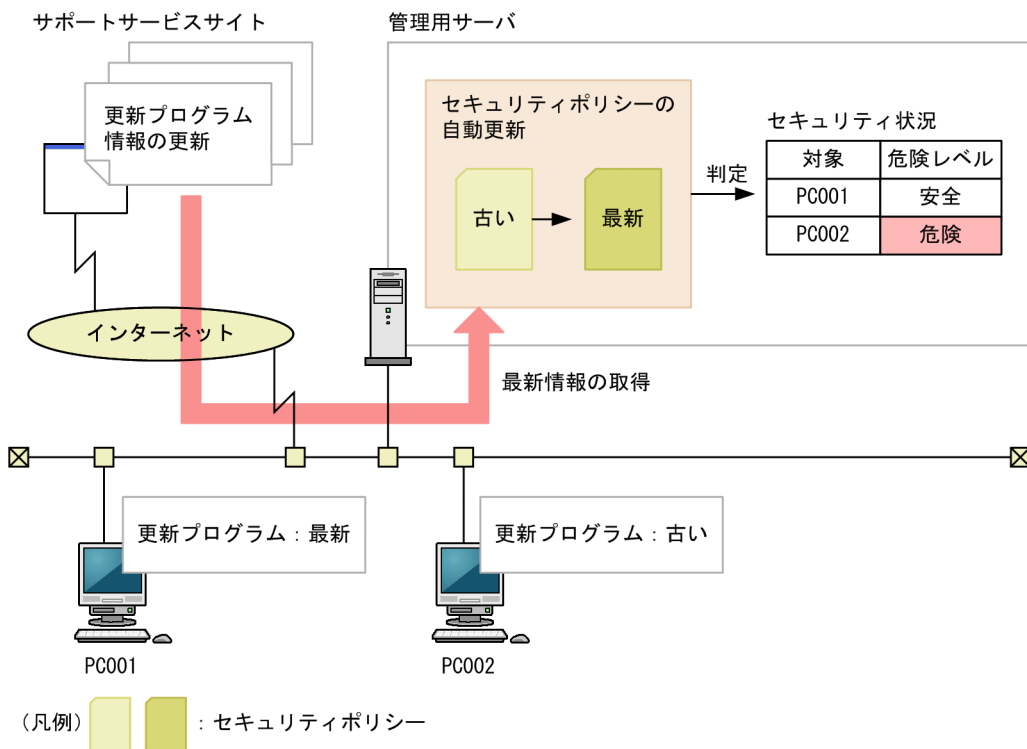 サポートサービスサイト
管理用サーバ
更新プログラム
情報の更新
セキュリティポリシーの
自動更新
古い
最新
判定
セキュリティ状況
対象 危険レベル
PC001 安全
PC002 危険
インターネット
最新情報の取得
更新プログラム：最新
更新プログラム：古い
PC001
PC002
（凡例） ：セキュリティポリシー